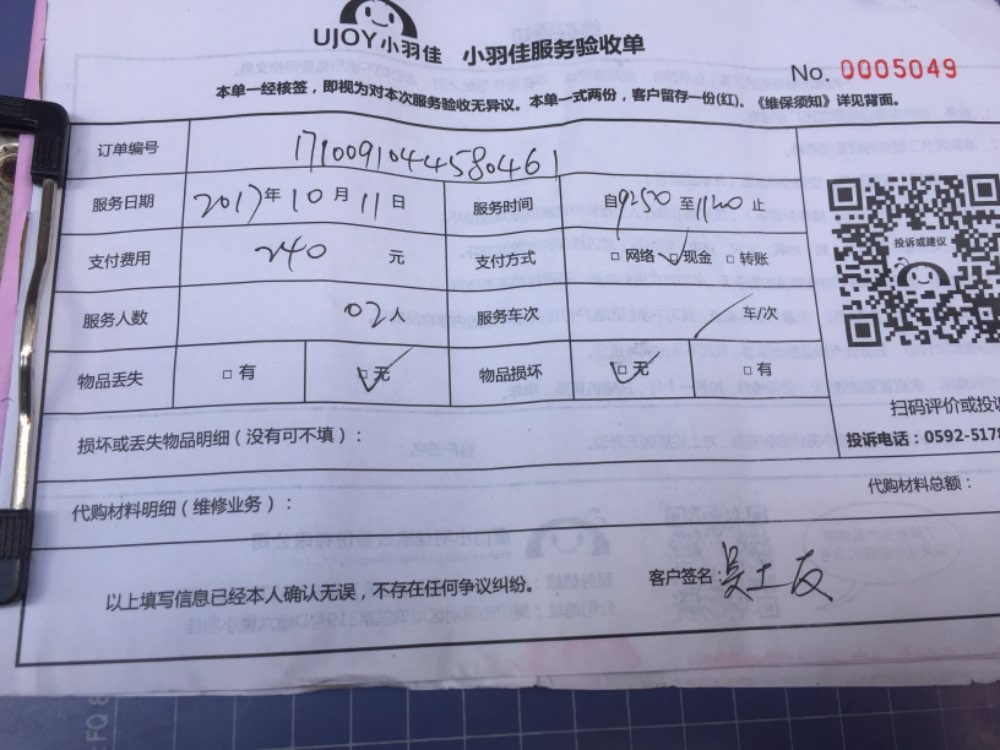 UJOY小羽佳 小羽佳服务验收单
No. 0005049
本单一经核签，即视为对本次服务验收无异议。本单一式两份，客户留存一份(红)。《维保须知》详见背面。
订单编号 1710091044580461
服务日期 2017年10月11日 服务时间 自9:50至11:20止
支付费用 240 元 支付方式 □网络 ☑现金 □转账
投诉或建议
服务人数 02人 服务车次 / 车/次
物品丢失 □有 ☑无 物品损坏 ☑无 □有
扫码评价或投诉
损坏或丢失物品明细（没有可不填）：
投诉电话：0592-5178
代购材料明细（维修业务）： 代购材料总额：
以上填写信息已经本人确认无误，不存在任何争议纠纷。 客户签名：吴士友